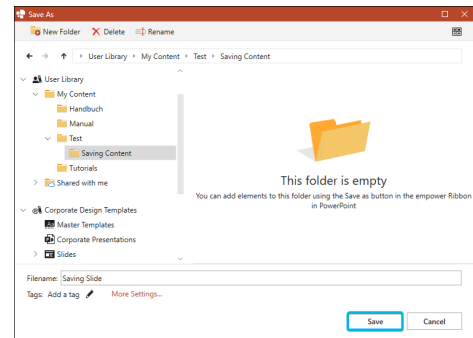 Save As
New Folder Delete Rename
User Library My Content Test Saving Content
User Library
My Content
Handbuch
Manual
Test
Saving Content
Tutorials
Shared with me
Corporate Design Templates
Master Templates
Corporate Presentations
Slides
This folder is empty
You can add elements to this folder using the Save as button in the empower Ribbon
in PowerPoint
Filename: Saving Slide
Tags: Add a tag More Settings...
Save Cancel